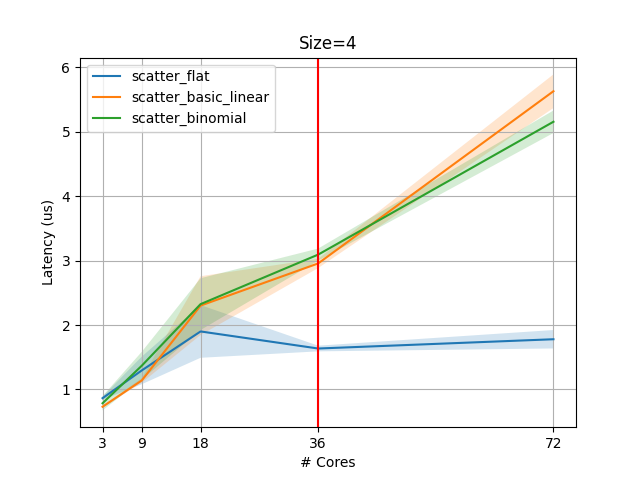 Size=4
scatter_flat
scatter_basic_linear
scatter_binomial
6
5
4
3
2
1
Latency (us)
3 9 18 36 72
# Cores